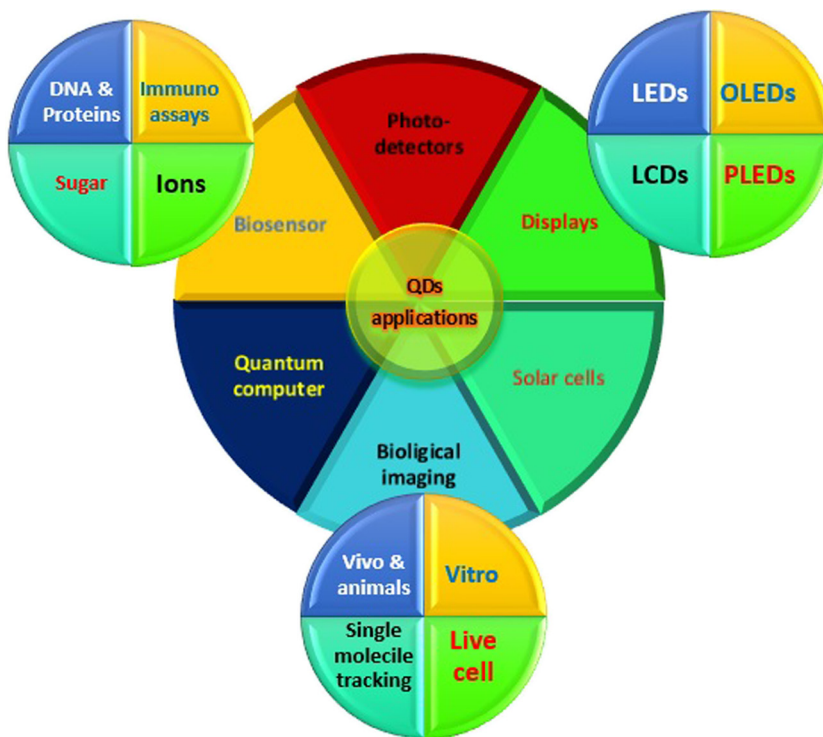 DNA &
Proteins
Immuno
assays
Sugar
Ions
LEDs
OLEDs
LCDs
PLEDs
Photo-
detectors
Biosensor
Displays
QDs
applications
Quantum
computer
Solar cells
Bioligical
imaging
Vivo &
animals
Vitro
Single
molecile
tracking
Live
cell